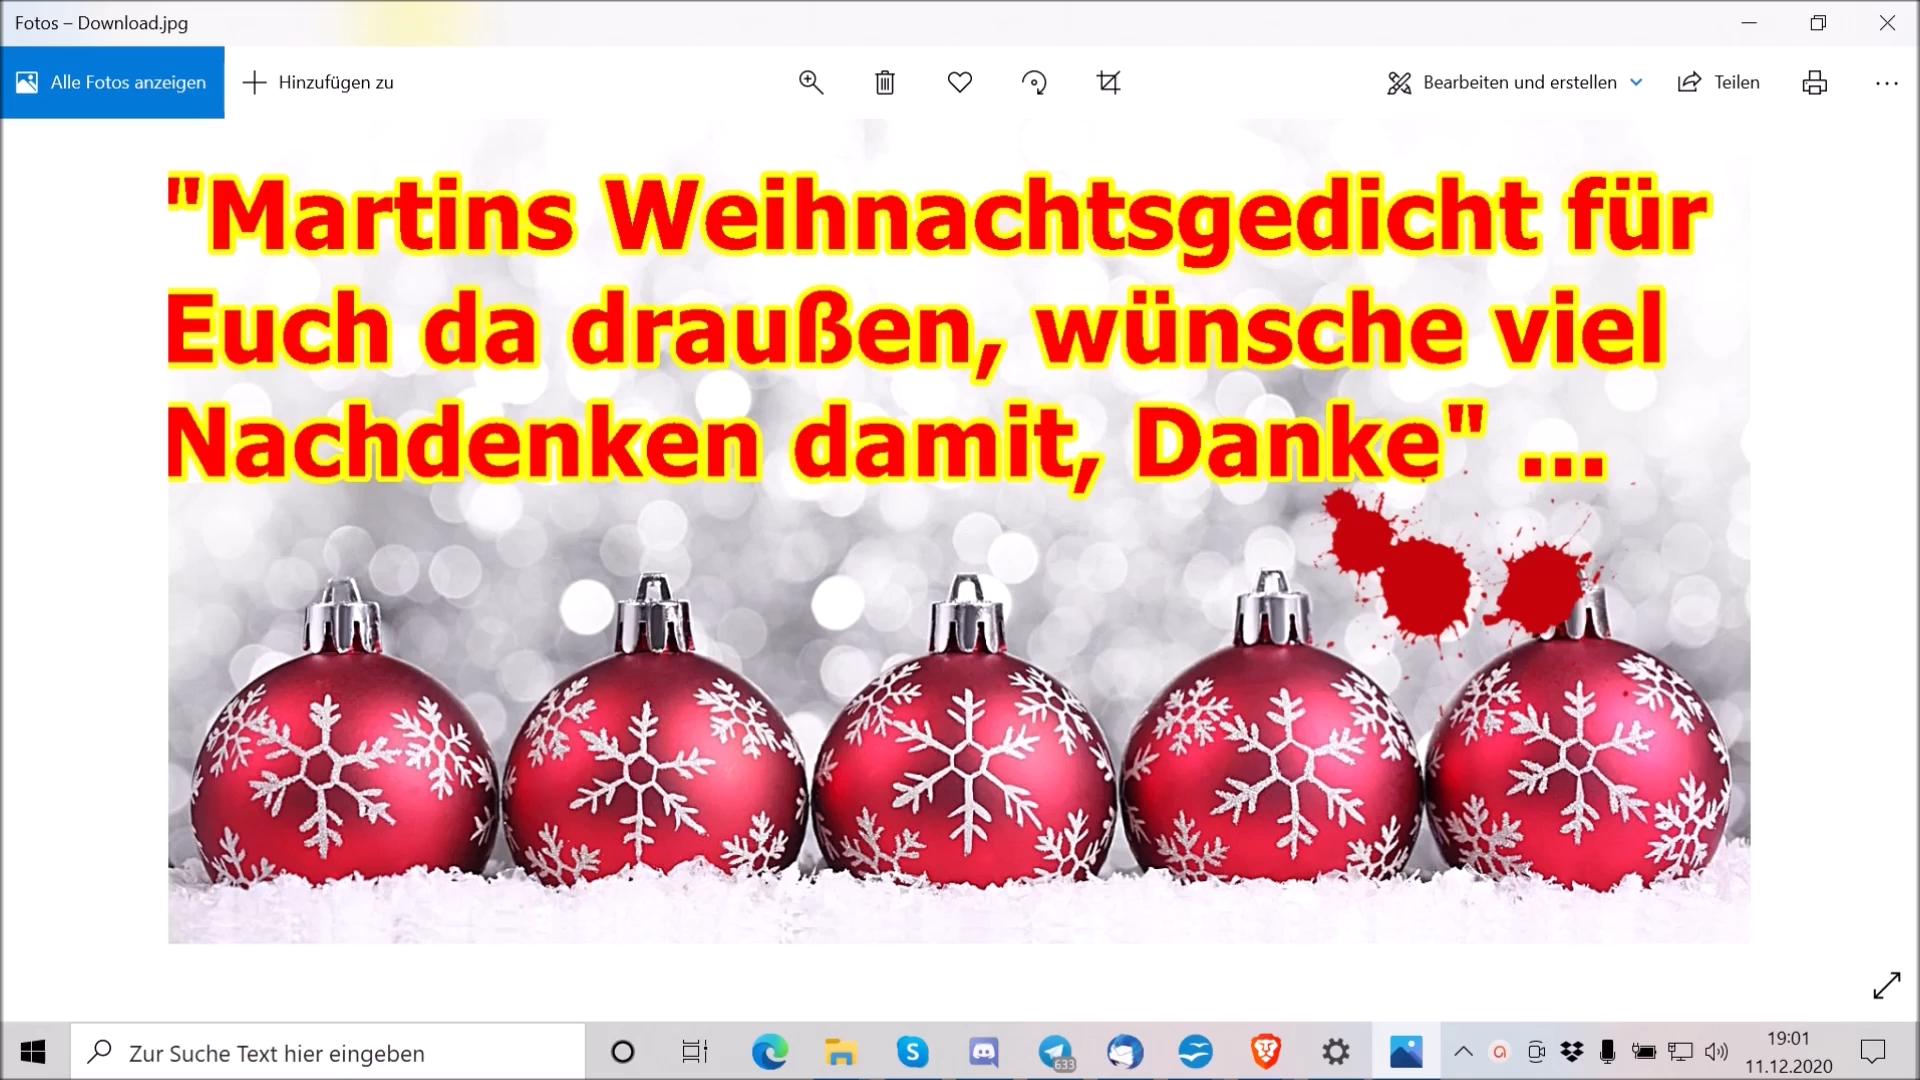 Fotos – Download.jpg
Alle Fotos anzeigen
Hinzufügen zu
Bearbeiten und erstellen
Teilen
"Martins Weihnachtsgedicht für
Euch da draußen, wünsche viel
Nachdenken damit, Danke" ...
Zur Suche Text hier eingeben
633
19:01
11.12.2020